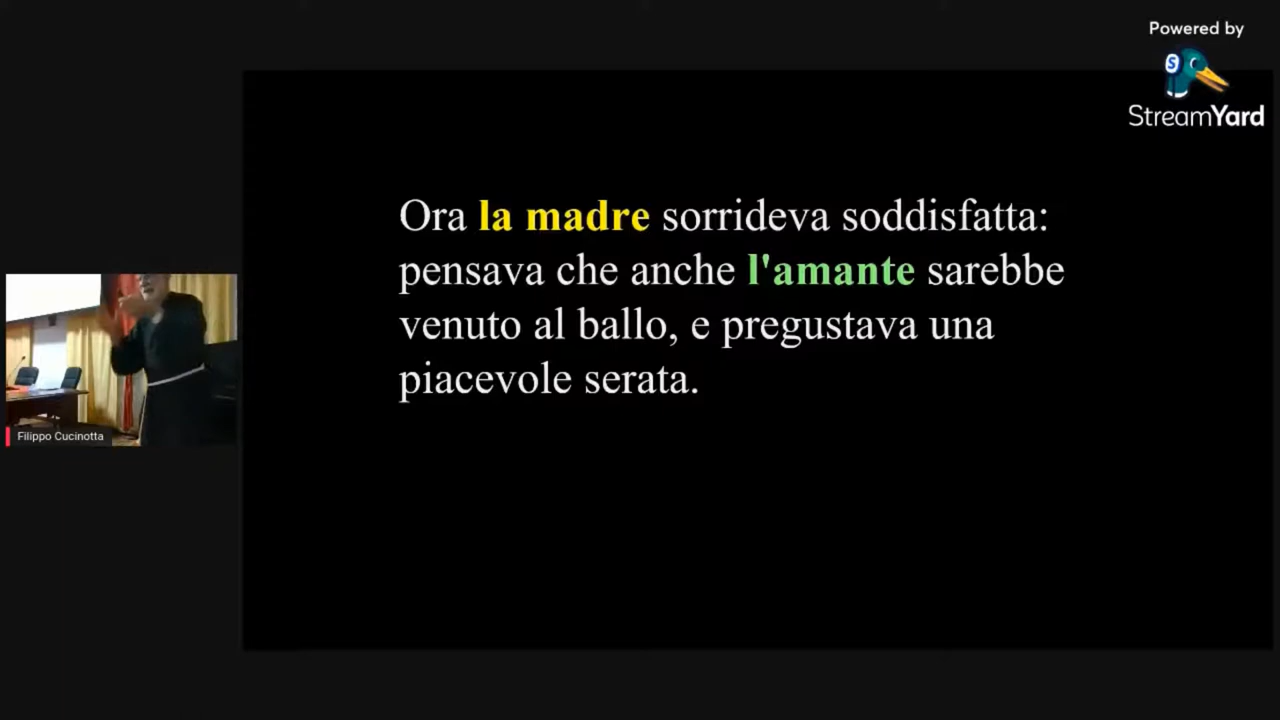 Powered by
S
StreamYard
Ora la madre sorrideva soddisfatta:
pensava che anche l'amante sarebbe
venuto al ballo, e pregustava una
piacevole serata.
Filippo Cucinotta